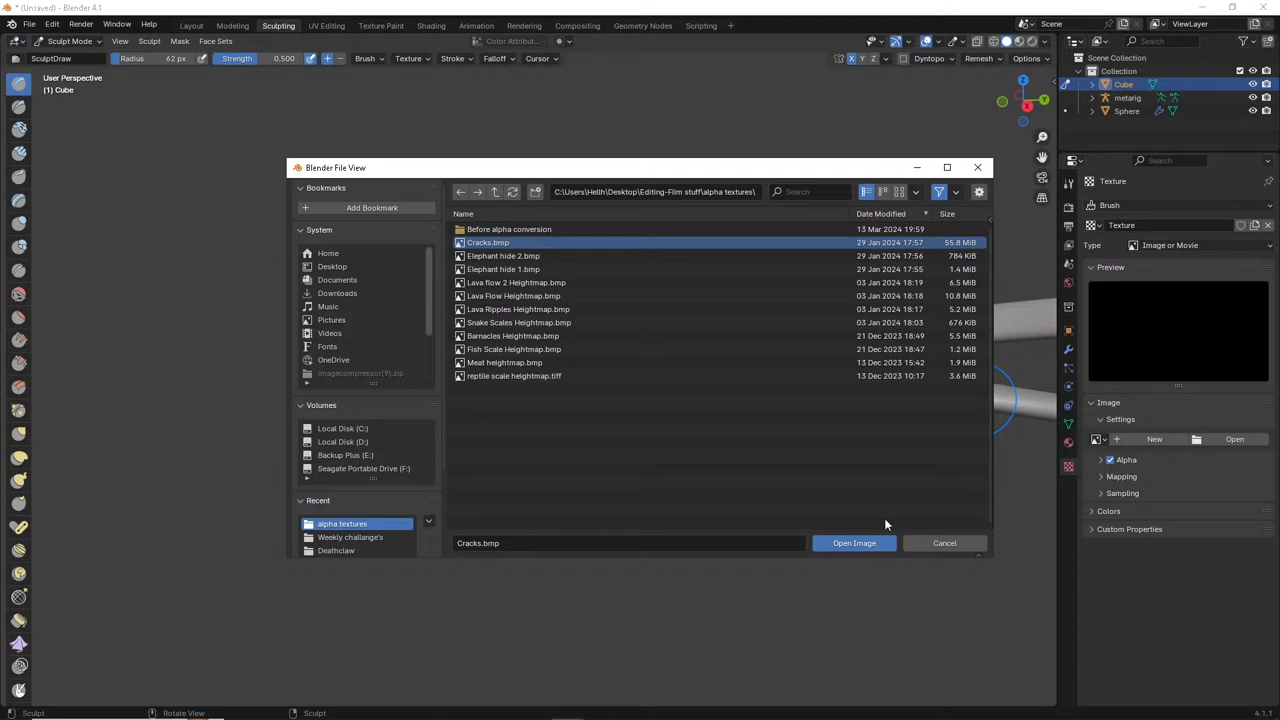 * (Unsaved) - Blender 4.1
File Edit Render Window Help Layout Modeling Sculpting UV Editing Texture Paint Shading Animation Rendering Compositing Geometry Nodes Scripting + Scene ViewLayer
Sculpt Mode View Sculpt Mask Face Sets Color Attribut... Search
SculptDraw Radius 62 px Strength 0.500 Brush Texture Stroke Falloff Cursor X Y Z Dyntopo Remesh Options
User Perspective
(1) Cube
Z
Y
X
Scene Collection
Collection
Cube
metarig
Sphere
Search
Texture
Brush
Texture
Type Image or Movie
Preview
Image
Settings
New Open
Alpha
Mapping
Sampling
Colors
Custom Properties
Blender File View
Bookmarks
Add Bookmark
System
Home
Desktop
Documents
Downloads
Music
Pictures
Videos
Fonts
OneDrive
imagecompressor(9).zip
Volumes
Local Disk (C:)
Local Disk (D:)
Backup Plus (E:)
Seagate Portable Drive (F:)
Recent
alpha textures
Weekly challange's
Deathclaw
C:\Users\Hellh\Desktop\Editing-Film stuff\alpha textures\ Search
Name Date Modified Size
Before alpha conversion 13 Mar 2024 19:59
Cracks.bmp 29 Jan 2024 17:57 55.8 MiB
Elephant hide 2.bmp 29 Jan 2024 17:56 784 KiB
Elephant hide 1.bmp 29 Jan 2024 17:55 1.4 MiB
Lava flow 2 Heightmap.bmp 03 Jan 2024 18:19 6.5 MiB
Lava Flow Heightmap.bmp 03 Jan 2024 18:18 10.8 MiB
Lava Ripples Heightmap.bmp 03 Jan 2024 18:17 5.2 MiB
Snake Scales Heightmap.bmp 03 Jan 2024 18:03 676 KiB
Barnacles Heightmap.bmp 21 Dec 2023 18:49 5.5 MiB
Fish Scale Heightmap.bmp 21 Dec 2023 18:47 1.2 MiB
Meat heightmap.bmp 13 Dec 2023 15:42 1.9 MiB
reptile scale heightmap.tiff 13 Dec 2023 10:17 3.6 MiB
Cracks.bmp Open Image Cancel
Sculpt Rotate View Sculpt 4.1.1